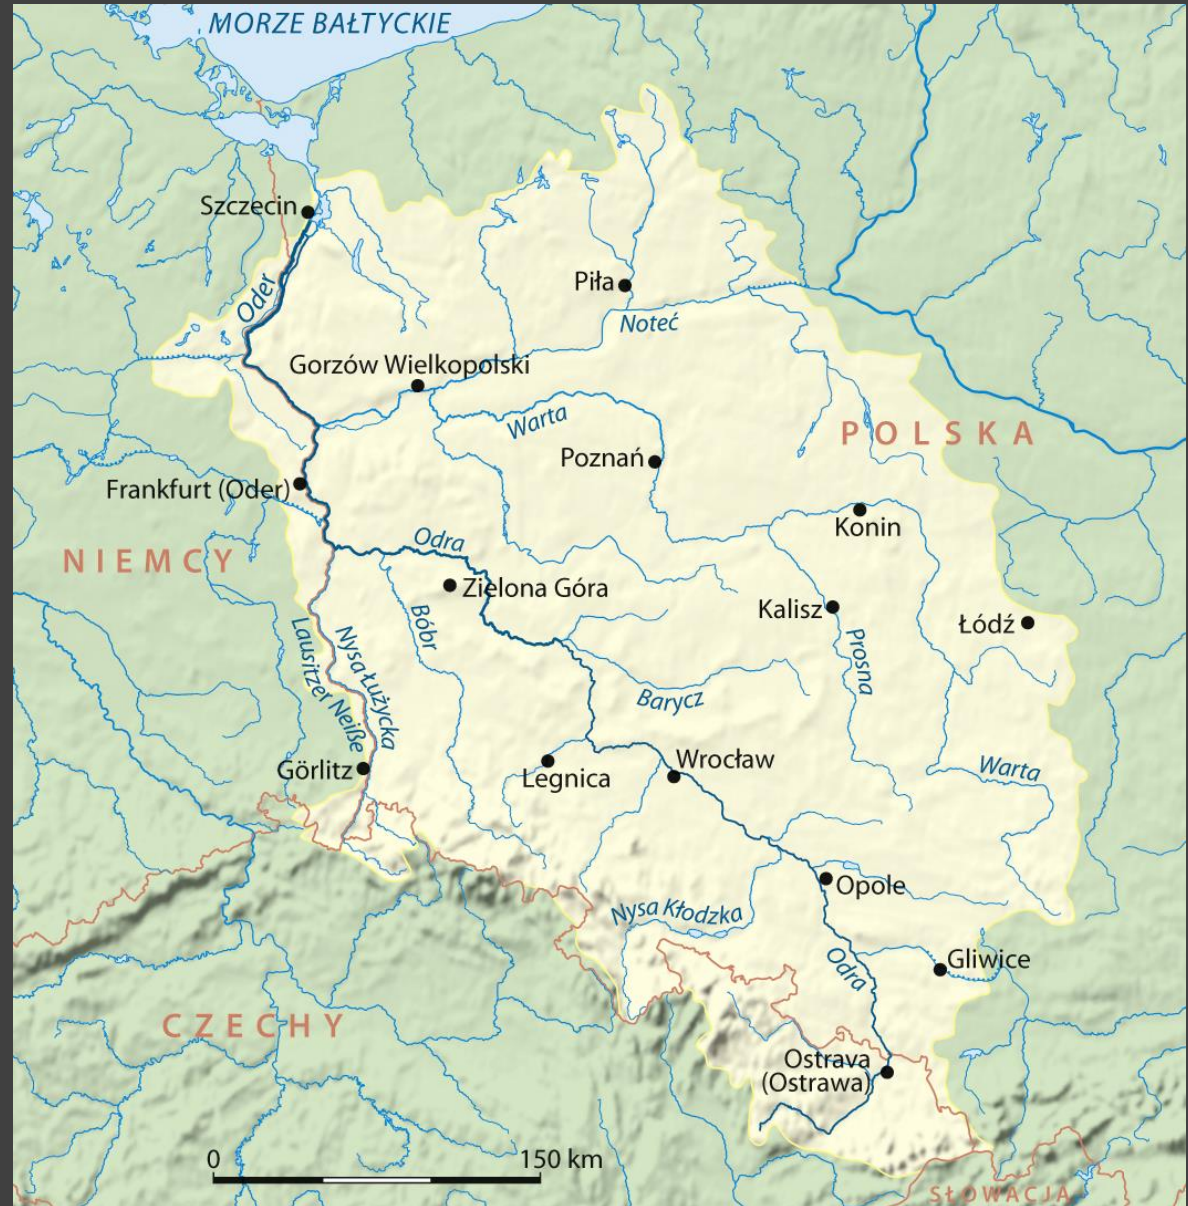 MORZE BAŁTYCKIE
Szczecin
Oder
Piła
Noteć
Gorzów Wielkopolski
Warta
POLSKA
Poznań
Frankfurt (Oder)
Konin
NIEMCY
Odra
Zielona Góra
Kalisz
Łódź
Bóbr
Lausitzer Neiße
Nysa Łużycka
Prosna
Barycz
Görlitz
Legnica
Wrocław
Warta
Opole
Nysa Kłodzka
Odra
Gliwice
CZECHY
Ostrava
(Ostrawa)
0 150 km
SŁOWACJA